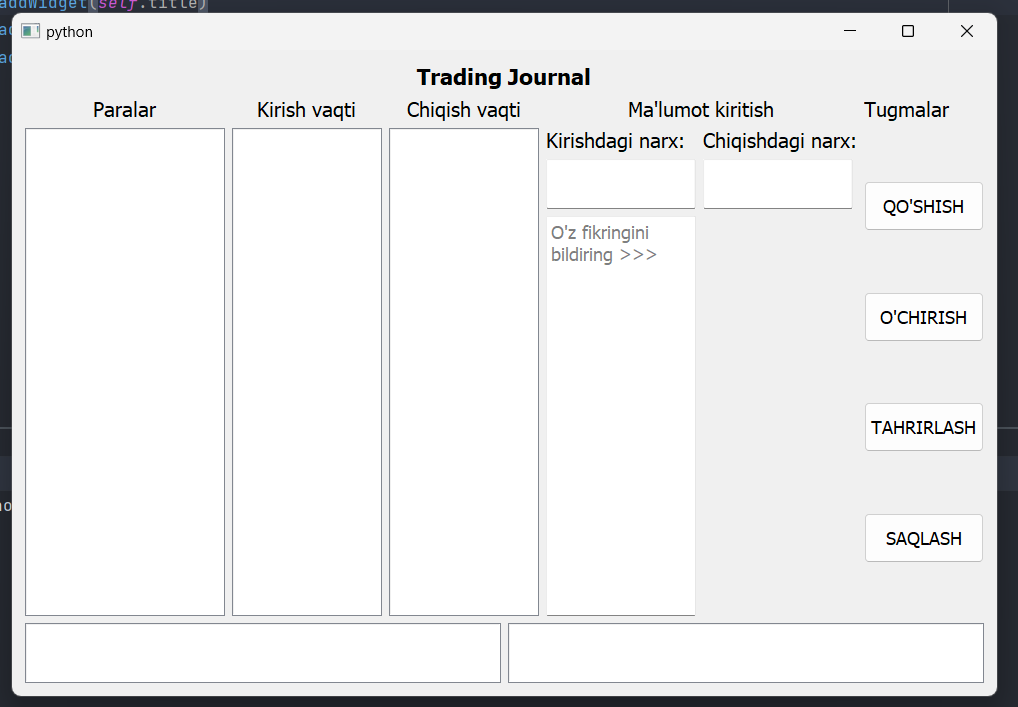 addWidget(self.title)
python
Trading Journal
Paralar
Kirish vaqti
Chiqish vaqti
Ma'lumot kiritish
Tugmalar
Kirishdagi narx:
Chiqishdagi narx:
O'z fikringini
bildiring >>>
QO'SHISH
O'CHIRISH
TAHRIRLASH
SAQLASH